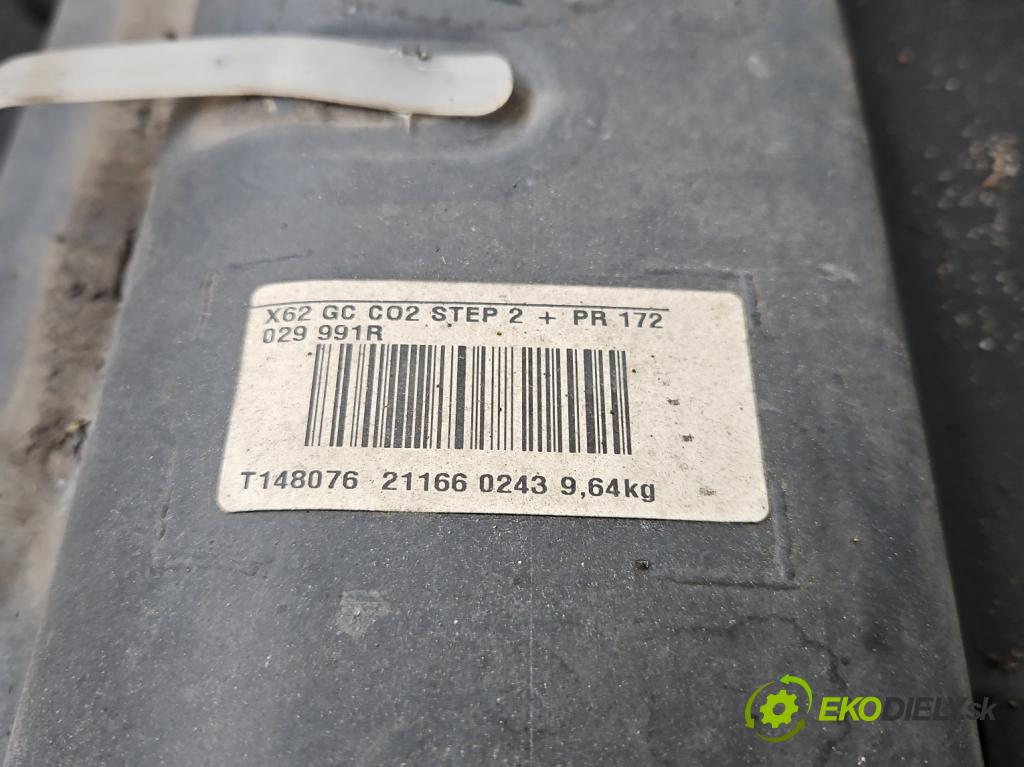 X62 GC CO2 STEP 2 + PR 172
029 991R
T148076 21166 0243 9,64kg
EKODIELY.sk